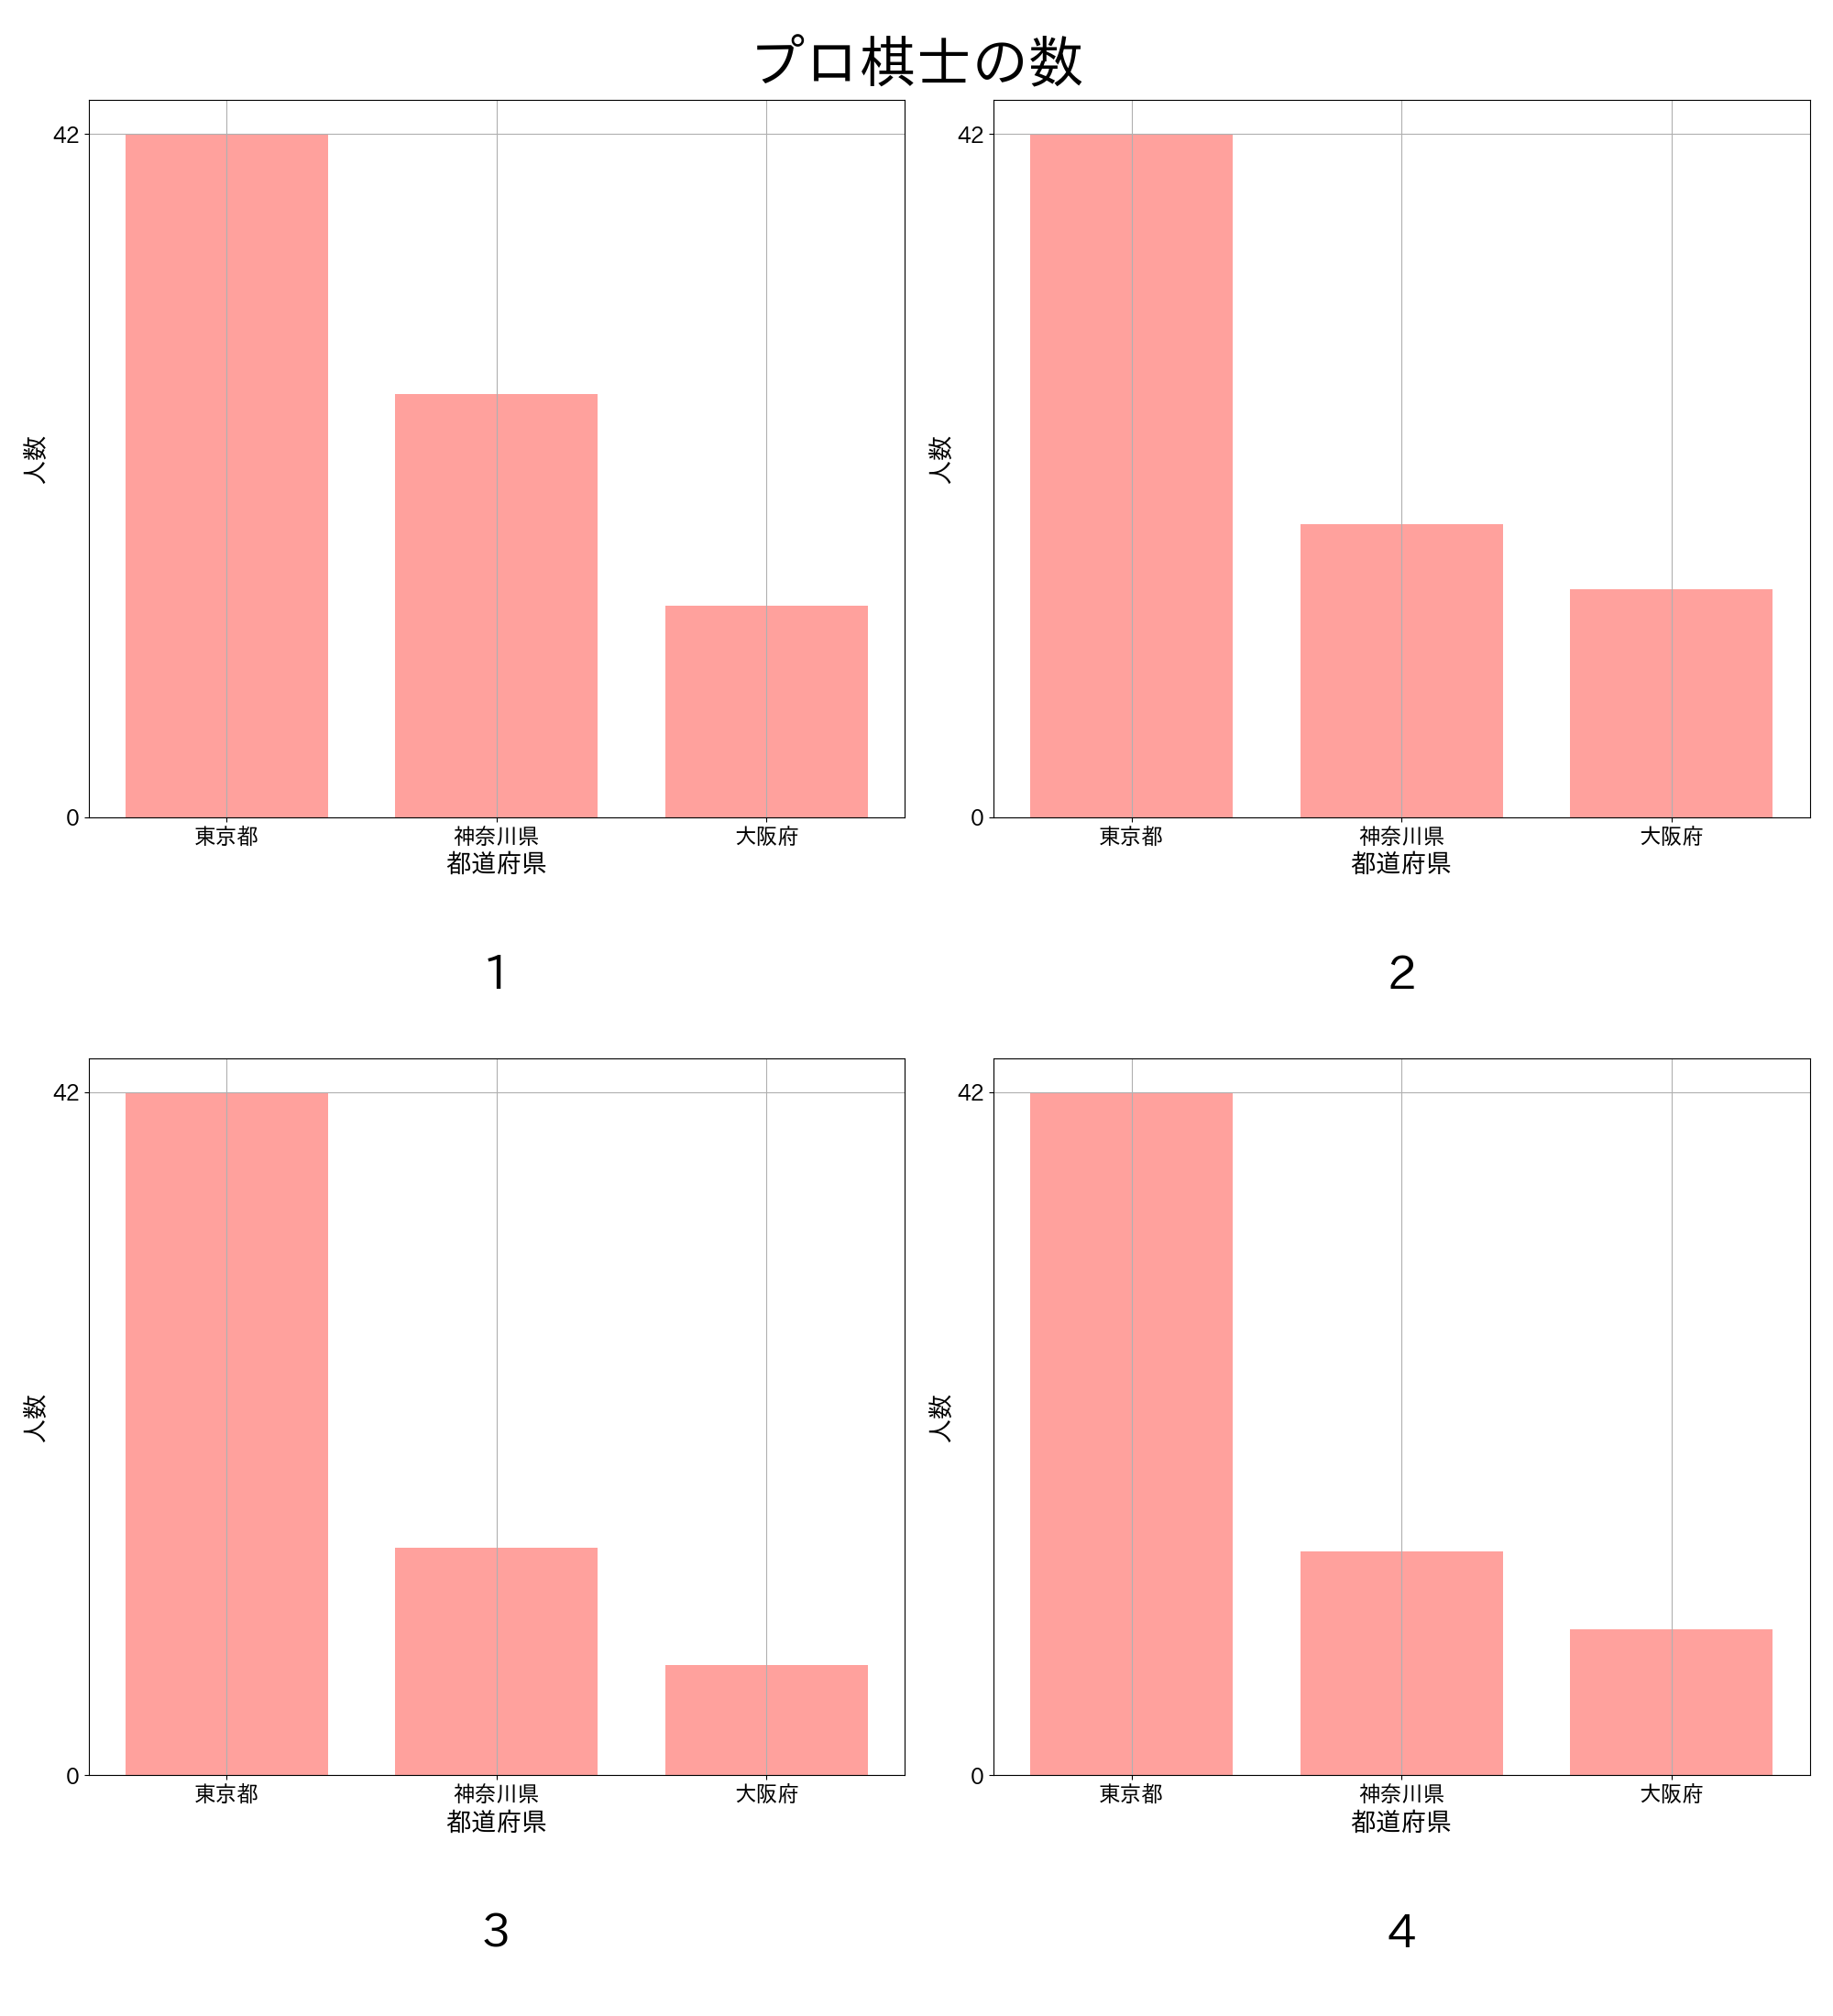 プロ棋士の数
42
0
人数
東京都 神奈川県 大阪府
都道府県
1
42
0
人数
東京都 神奈川県 大阪府
都道府県
2
42
0
人数
東京都 神奈川県 大阪府
都道府県
3
42
0
人数
東京都 神奈川県 大阪府
都道府県
4